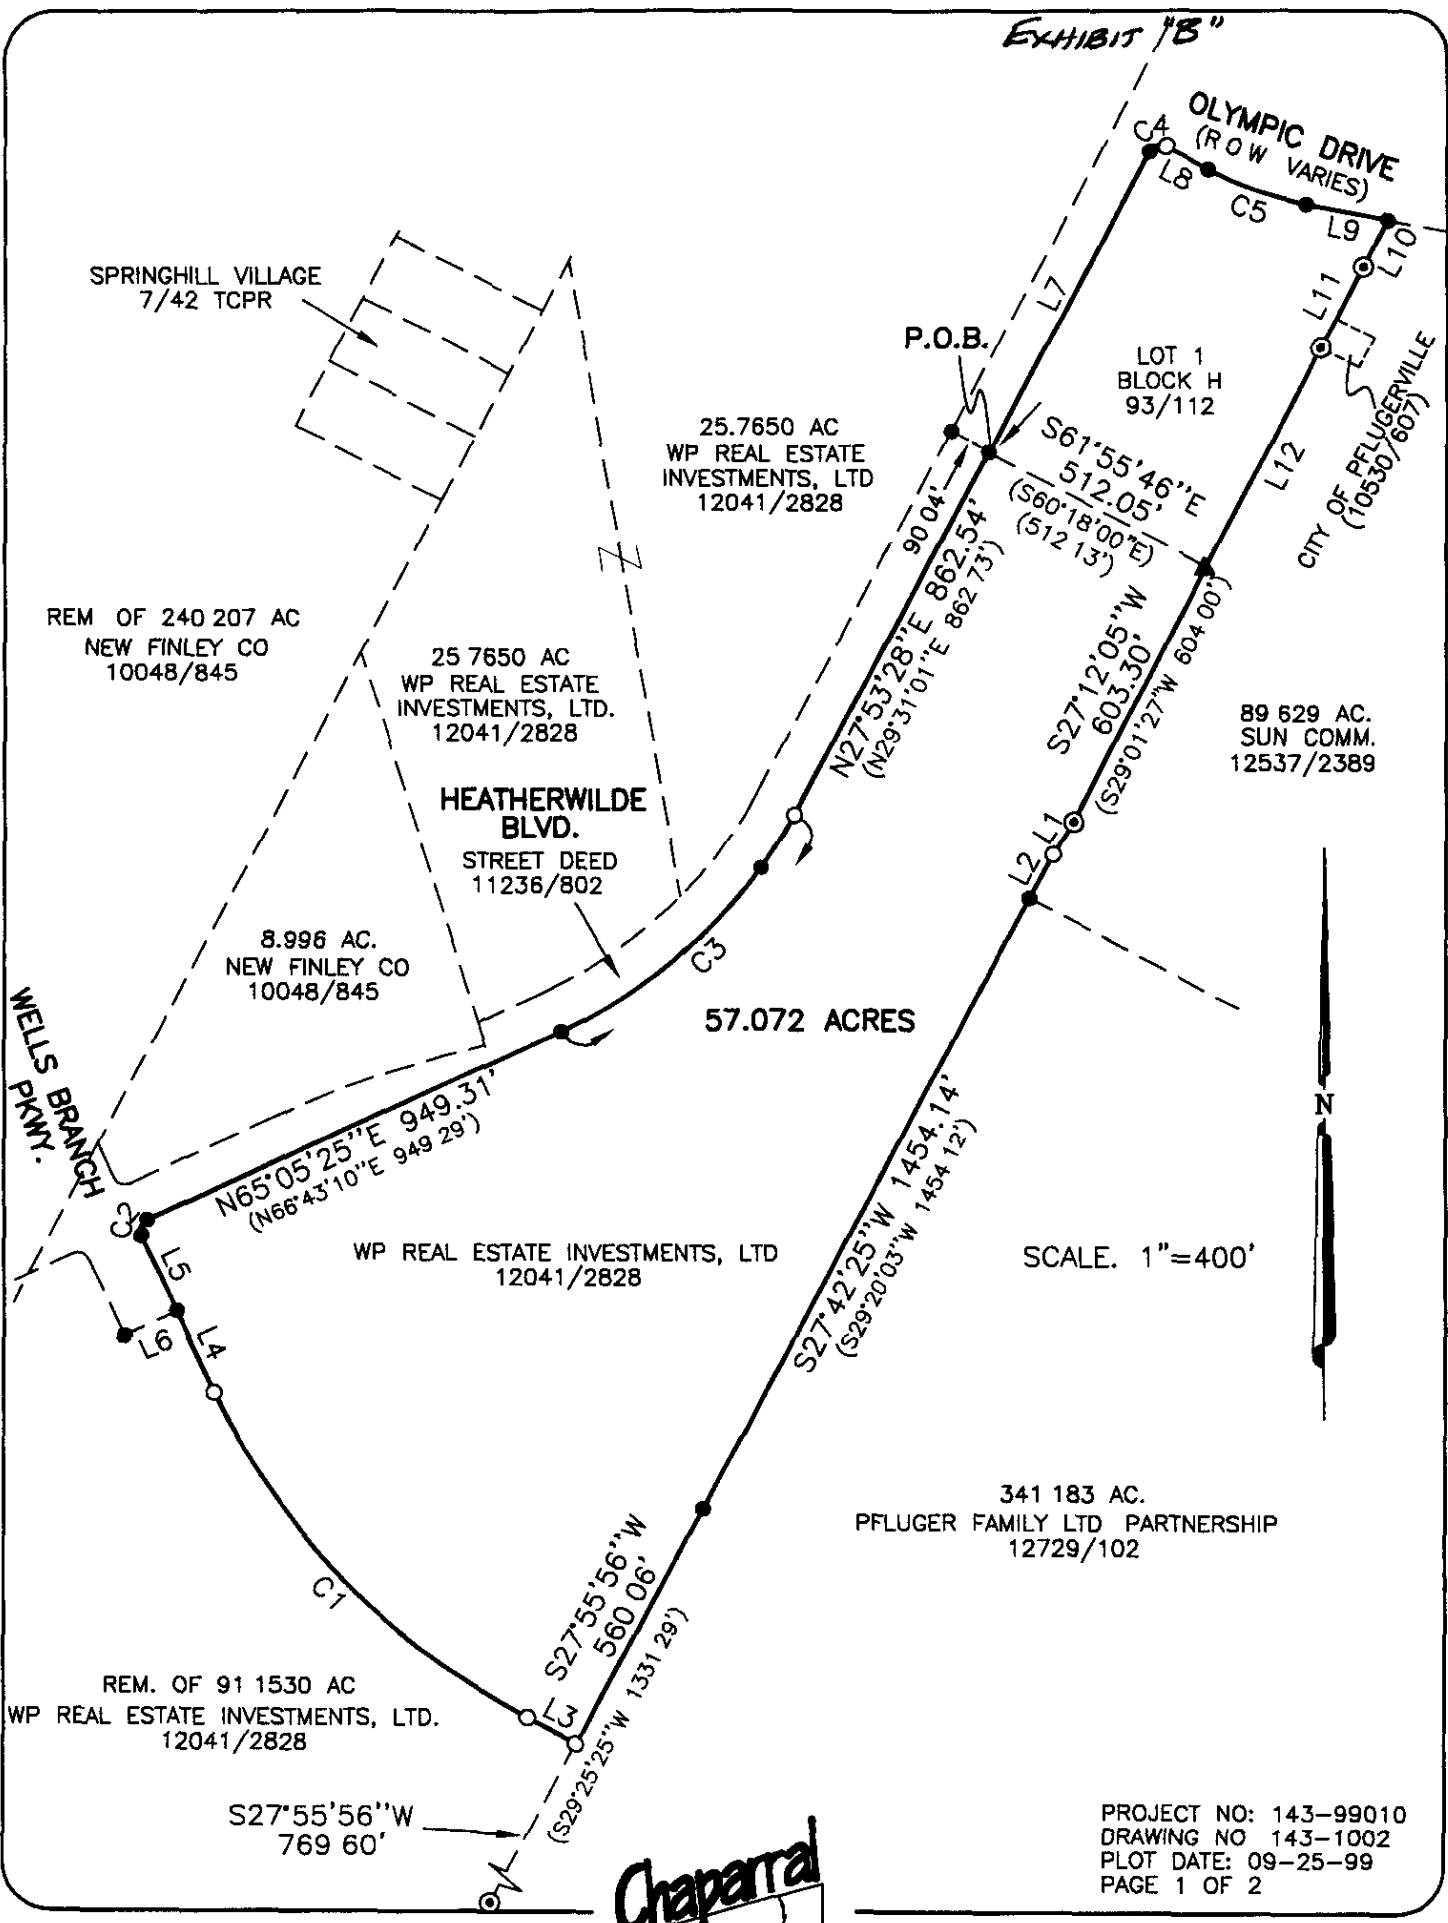 EXHIBIT "B"
OLYMPIC DRIVE
(ROW VARIES)
C4
L8
C5
L9
L10
L11
L7
SPRINGHILL VILLAGE
7/42 TCPR
P.O.B.
LOT 1
BLOCK H
93/112
CITY OF PFLUGERVILLE
(10530/607)
L12
25.7650 AC
WP REAL ESTATE
INVESTMENTS, LTD
12041/2828
S61°55'46"E
512.05'
(S60°18'00"E)
(512 13')
90 04'
N27°53'28"E 862.54'
(N29°31'01"E 862 73')
REM OF 240 207 AC
NEW FINLEY CO
10048/845
25 7650 AC
WP REAL ESTATE
INVESTMENTS, LTD.
12041/2828
S27°12'05"W
603.30'
(S29°01'27"W 604 00')
89 629 AC.
SUN COMM.
12537/2389
HEATHERWILDE
BLVD.
STREET DEED
11236/802
L1
L2
C3
8.996 AC.
NEW FINLEY CO
10048/845
57.072 ACRES
WELLS BRANCH
PKWY.
N
N65°05'25"E 949.31'
(N66°43'10"E 949 29')
C2
L5
L6
L4
WP REAL ESTATE INVESTMENTS, LTD
12041/2828
SCALE. 1"=400'
S27°42'25"W 1454.14'
(S29°20'03"W 1454 12')
341 183 AC.
PFLUGER FAMILY LTD PARTNERSHIP
12729/102
C1
S27°55'56"W
560 06'
(S29°25'25"W 1331 29')
L3
REM. OF 91 1530 AC
WP REAL ESTATE INVESTMENTS, LTD.
12041/2828
S27°55'56"W
769 60'
Chaparral
PROJECT NO: 143-99010
DRAWING NO 143-1002
PLOT DATE: 09-25-99
PAGE 1 OF 2